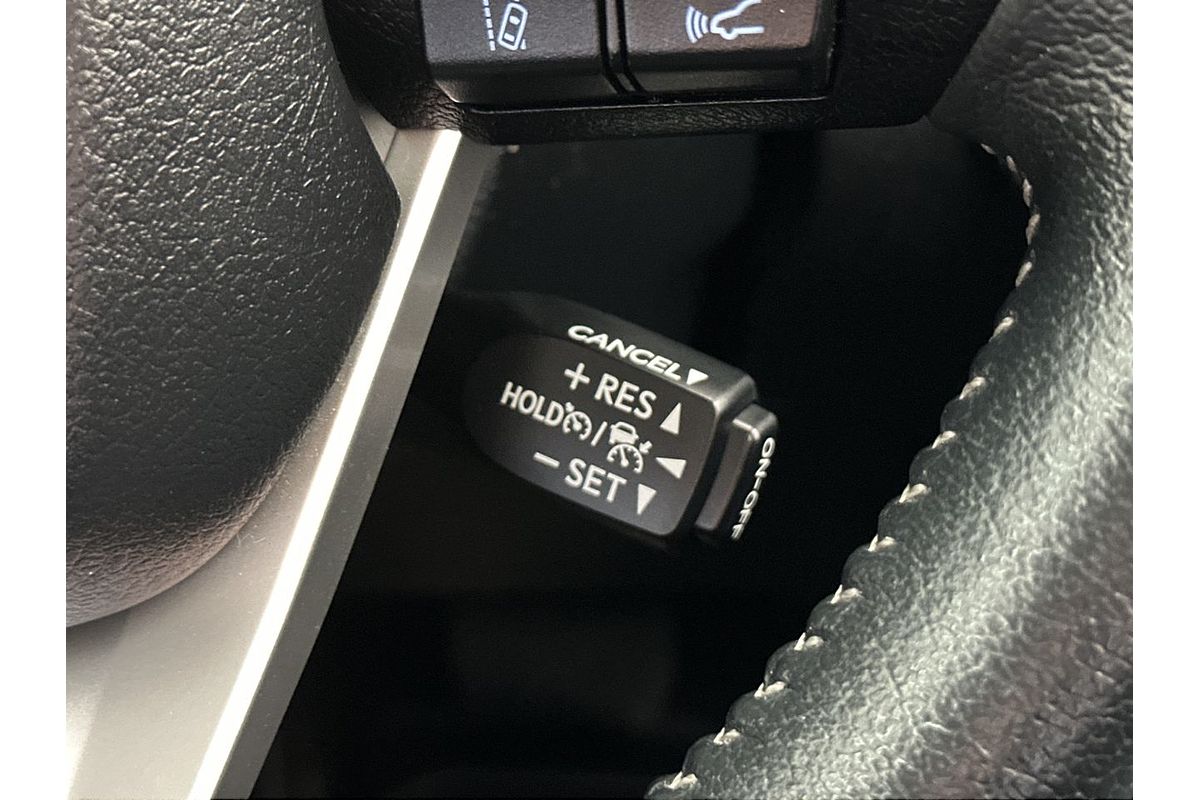 CANCEL▼
+ RES ▲
HOLD / ◀
− SET ▼
ON-OFF